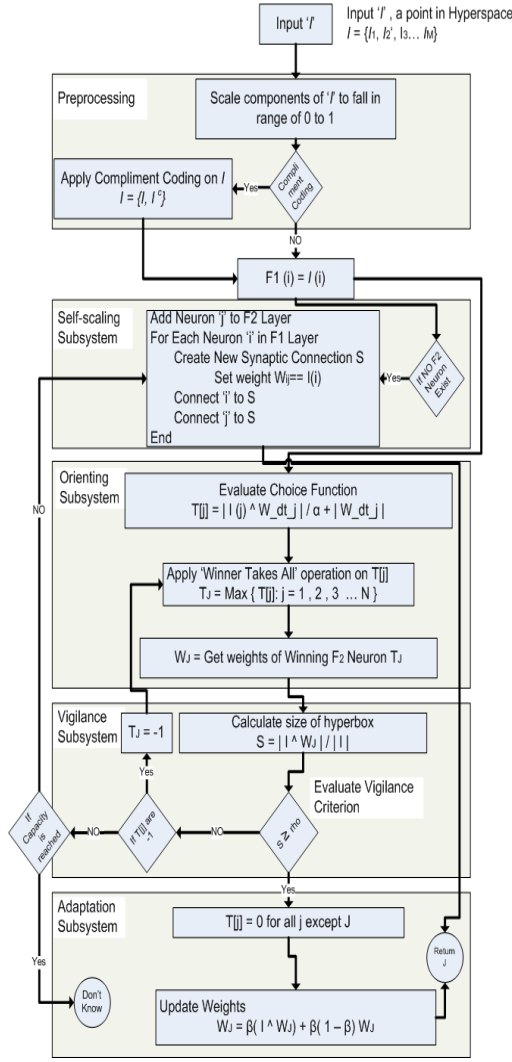 Input ‘I’
Input ‘I’ , a point in Hyperspace
I = {I1, I2‘, I3… IM}
Preprocessing
Scale components of ‘I’ to fall in
range of 0 to 1
Compli
ment
Coding
Yes
Apply Compliment Coding on I
I = {I, I c}
NO
F1 (i) = I (i)
Self-scaling
Subsystem
Add Neuron ‘j’ to F2 Layer
For Each Neuron ‘i’ in F1 Layer
Create New Synaptic Connection S
Set weight Wij== I(i)
Connect ‘i’ to S
Connect ‘j’ to S
End
Yes
If NO F2
Neuron
Exist
Orienting
Subsystem
Evaluate Choice Function
T[j] = | I (j) ^ W_dt_j | / α + | W_dt_j |
NO
Apply ‘Winner Takes All’ operation on T[j]
TJ = Max { T[j]: j = 1 , 2 , 3 … N }
WJ = Get weights of Winning F2 Neuron TJ
Vigilance
Subsystem
TJ = -1
Calculate size of hyperbox
S = | I ^ WJ | / | I |
Yes
Evaluate Vigilance
Criterion
If
Capacity
is
reached
NO
If T[j] are
-1
NO
S ≥ rho
Yes
Adaptation
Subsystem
T[j] = 0 for all j except J
Return
J
Yes
Don’t
Know
Update Weights
WJ = β( I ^ WJ) + β( 1 – β) WJ